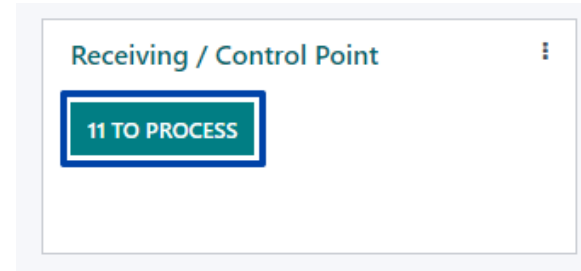 Receiving / Control Point
11 TO PROCESS